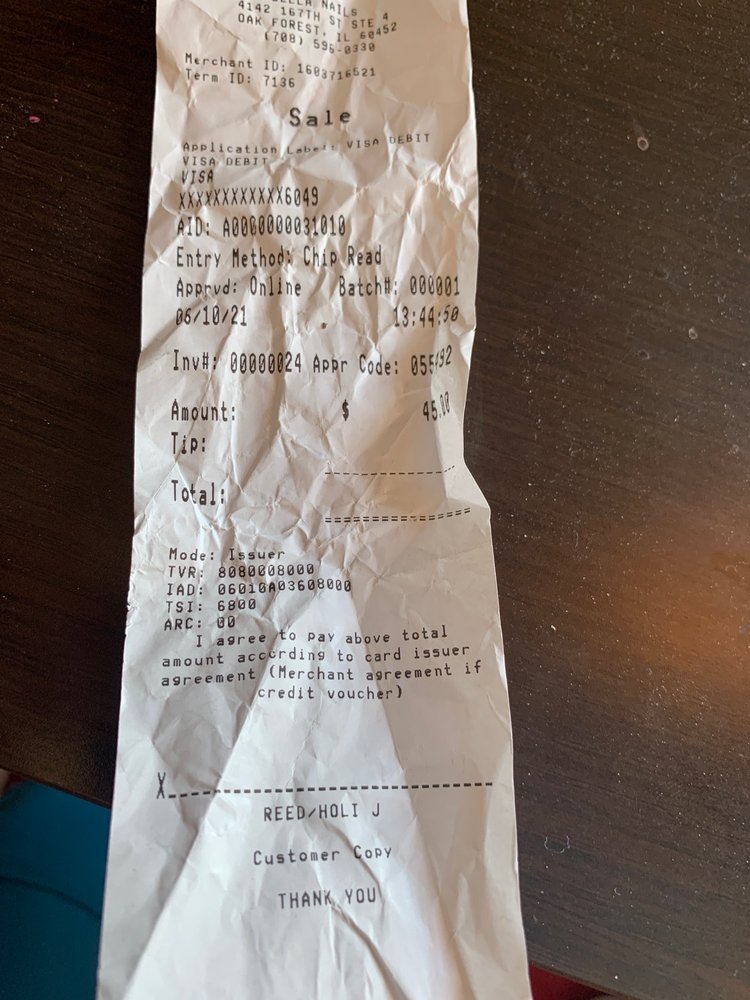 NAILS
4142 167TH ST STE 4
OAK FOREST, IL 60452
(708) 596-0330
Merchant ID: 1603716521
Term ID: 7136
Sale
Application Label: VISA DEBIT
VISA DEBIT
VISA
XXXXXXXXXXXX6049
AID: A0000000031010
Entry Method: Chip Read
Apprvd: Online Batch#: 000001
06/10/21 13:44:50
Inv#: 00000024 Appr Code:
Amount: $ 45.00
Tip:
Total:
Mode: Issuer
TVR: 8080008000
IAD: 06010A03608000
TSI: 6800
ARC: 00
I agree to pay above total
amount according to card issuer
agreement (Merchant agreement if
credit voucher)
X
REED/HOLI J
Customer Copy
THANK YOU